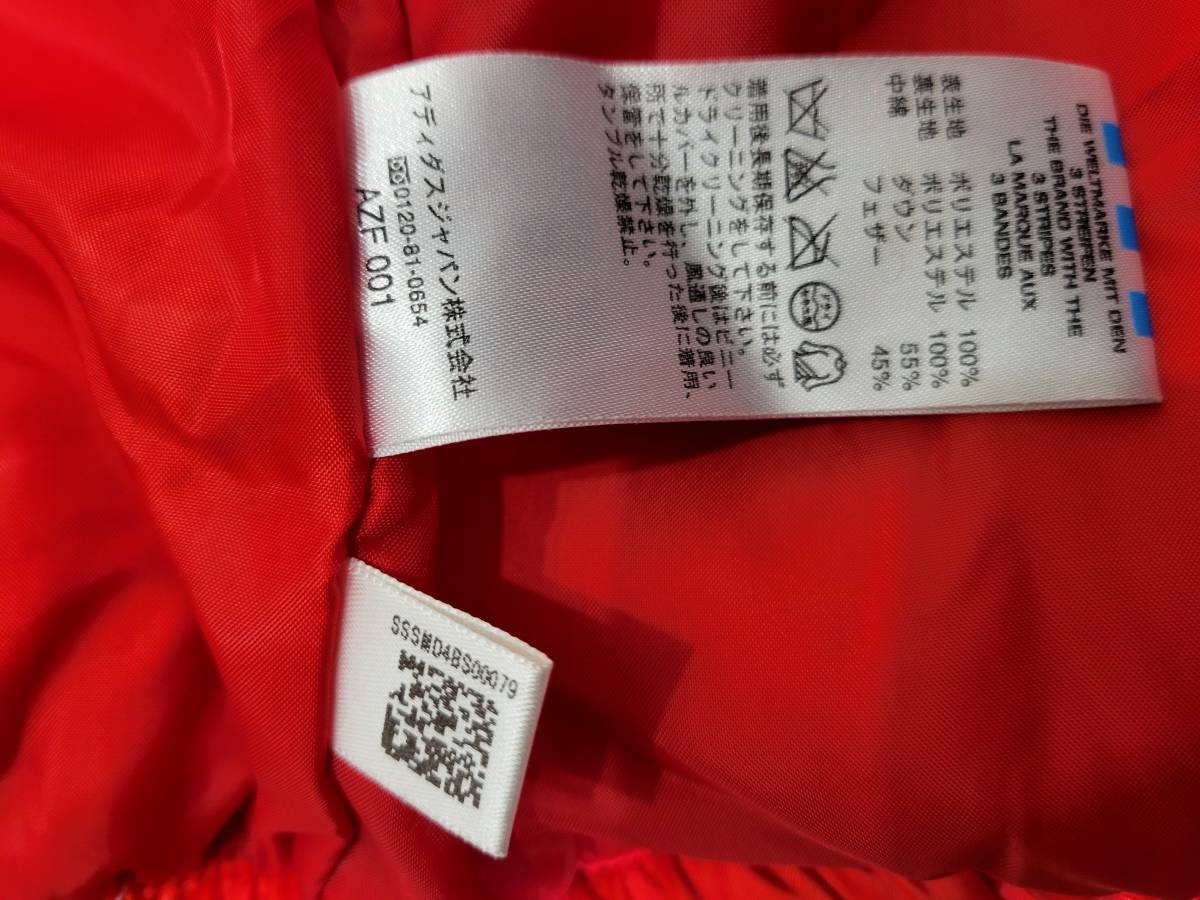 DIE WELTMARKE MIT DEN
3 STREIFEN
THE BRAND WITH THE
3 STRIPES
LA MARQUE AUX
3 BANDES
表生地 ポリエステル 100%
裏生地 ポリエステル 100%
中綿 ダウン 55%
フェザー 45%
着用後長期保存する前には必ず
クリーニングをして下さい。
ドライクリーニング後はビニー
ルカバーを外し、風通しの良い
所で十分乾燥を行った後に着用、
保管をして下さい。
タンブル乾燥禁止。
アディダスジャパン株式会社
0120-81-0654
AZF 001